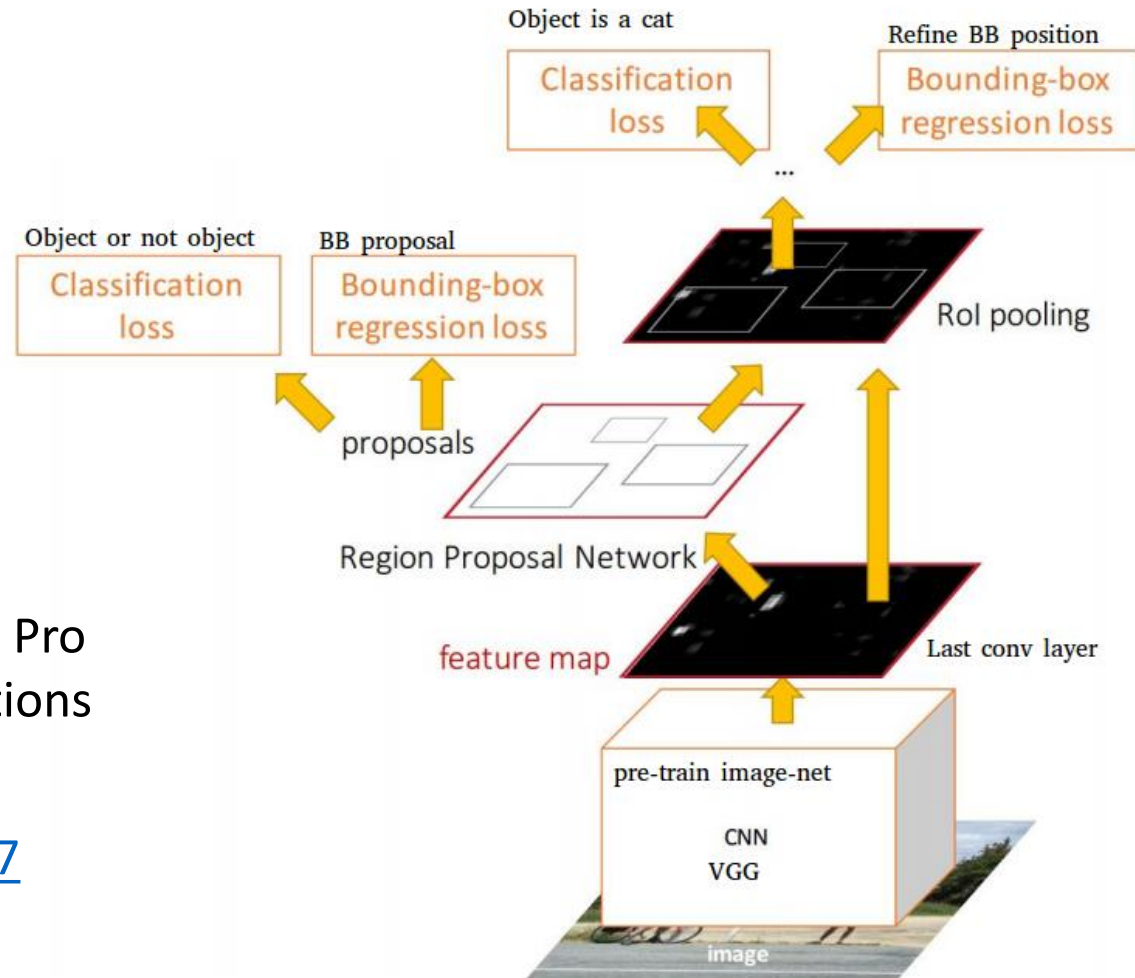 Object is a cat
Classification
loss
Refine BB position
Bounding-box
regression loss
...
Object or not object
Classification
loss
BB proposal
Bounding-box
regression loss
RoI pooling
proposals
Region Proposal Network
Pro
feature map
Last conv layer
pre-train image-net
CNN
7
VGG
image